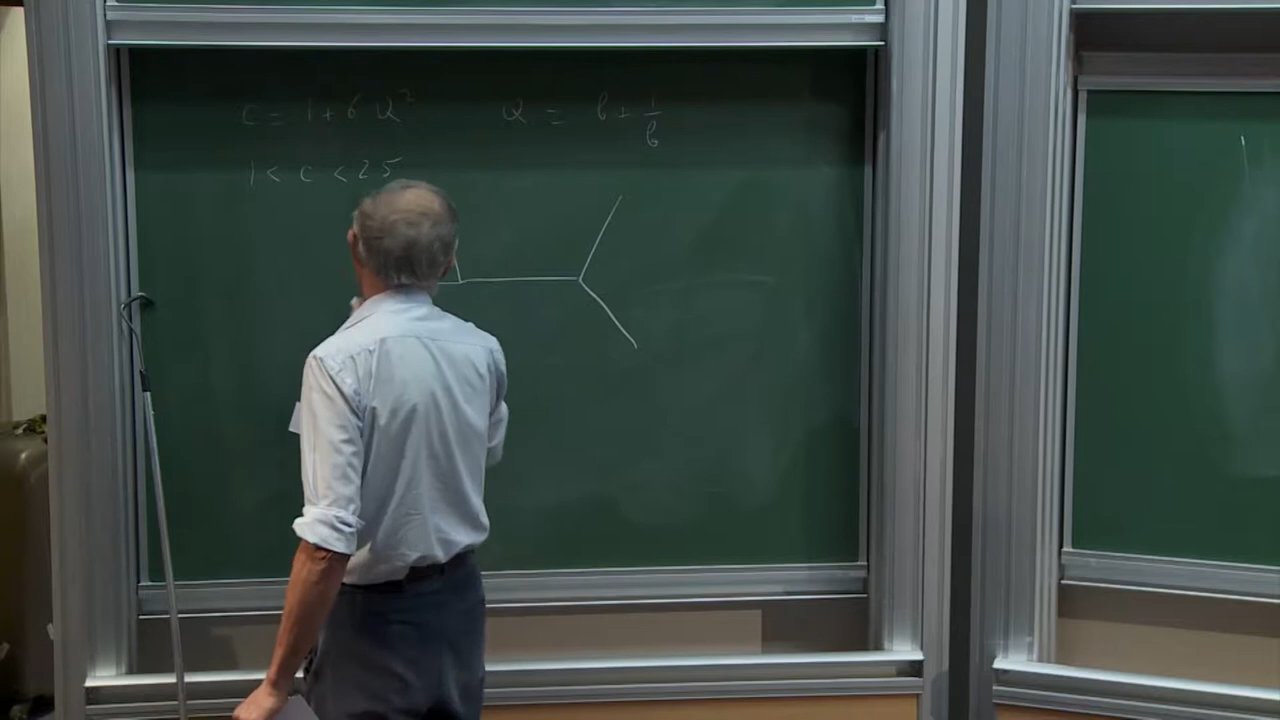 c = 1 + 6 Q² Q = b + 1/b
1 < c < 25